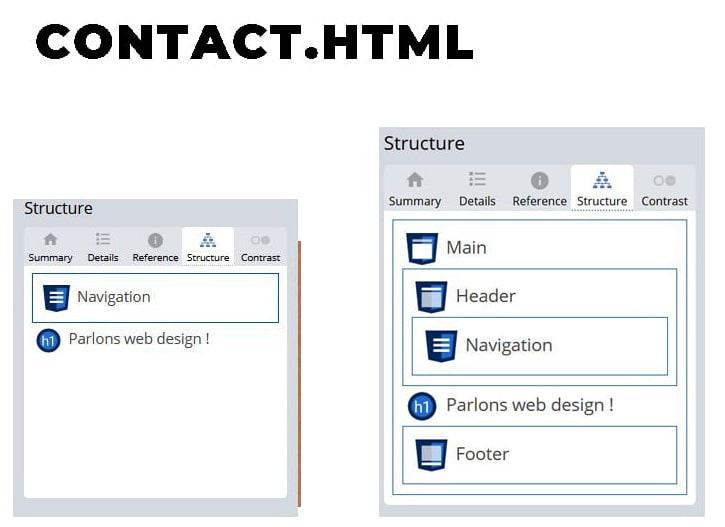 CONTACT.HTML
Structure
Summary Details Reference Structure Contrast
Navigation
h1 Parlons web design !
Structure
Summary Details Reference Structure Contrast
Main
Header
Navigation
h1 Parlons web design !
Footer